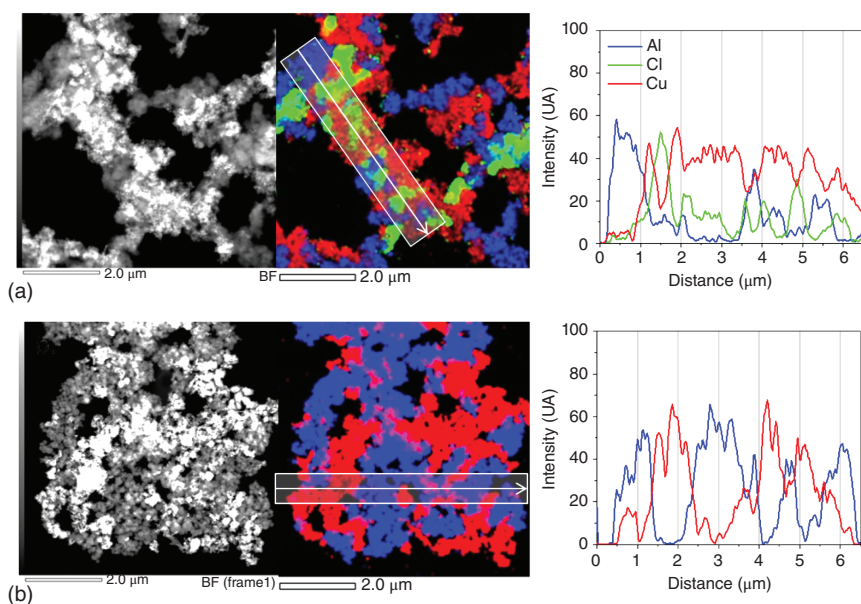 Al
Cl
Cu
100
80
60
40
20
0
Intensity (UA)
0 1 2 3 4 5 6
Distance (μm)
2.0 μm
BF 2.0 μm
(a)
100
80
60
40
20
0
Intensity (UA)
0 1 2 3 4 5 6
Distance (μm)
2.0 μm
BF (frame1) 2.0 μm
(b)